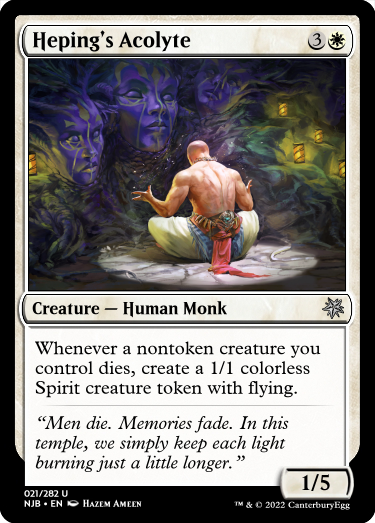 Heping's Acolyte 3
Creature — Human Monk
Whenever a nontoken creature you
control dies, create a 1/1 colorless
Spirit creature token with flying.
“Men die. Memories fade. In this
temple, we simply keep each light
burning just a little longer.”
1/5
021/282 U
NJB • EN Hazem Ameen
™ & © 2022 CanterburyEgg